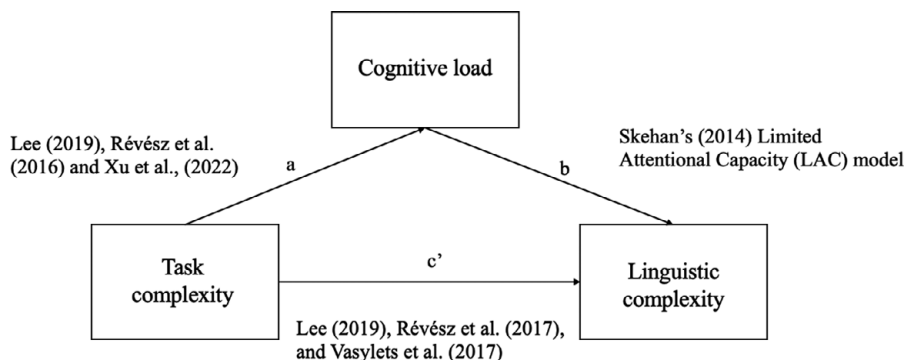 Cognitive load
Lee (2019), Révész et al.
(2016) and Xu et al., (2022)
Skehan's (2014) Limited
Attentional Capacity (LAC) model
a
b
Task
complexity
c’
Linguistic
complexity
Lee (2019), Révész et al. (2017),
and Vasylets et al. (2017)